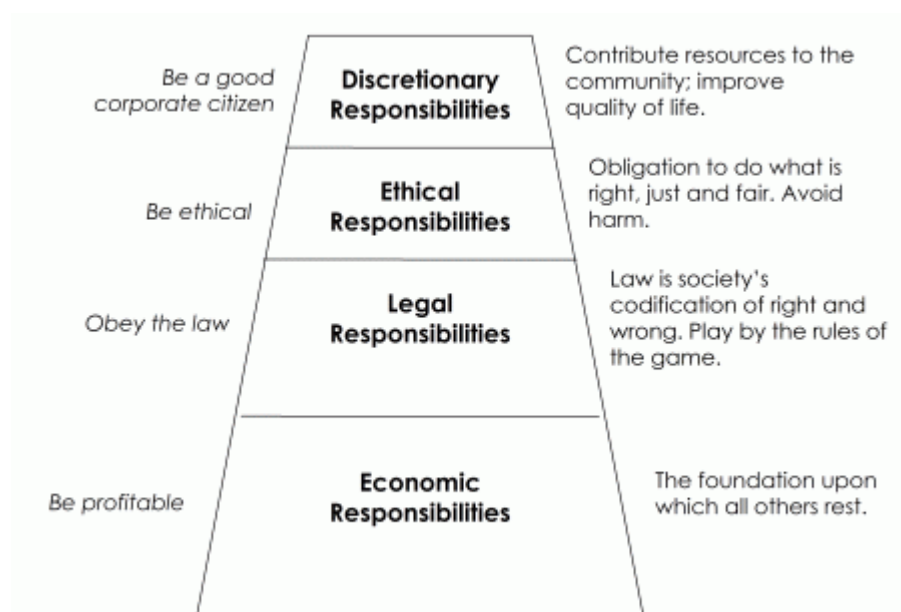 Be a good
corporate citizen
Discretionary
Responsibilities
Contribute resources to the
community; improve
quality of life.
Be ethical
Ethical
Responsibilities
Obligation to do what is
right, just and fair. Avoid
harm.
Obey the law
Legal
Responsibilities
Law is society's
codification of right and
wrong. Play by the rules of
the game.
Be profitable
Economic
Responsibilities
The foundation upon
which all others rest.